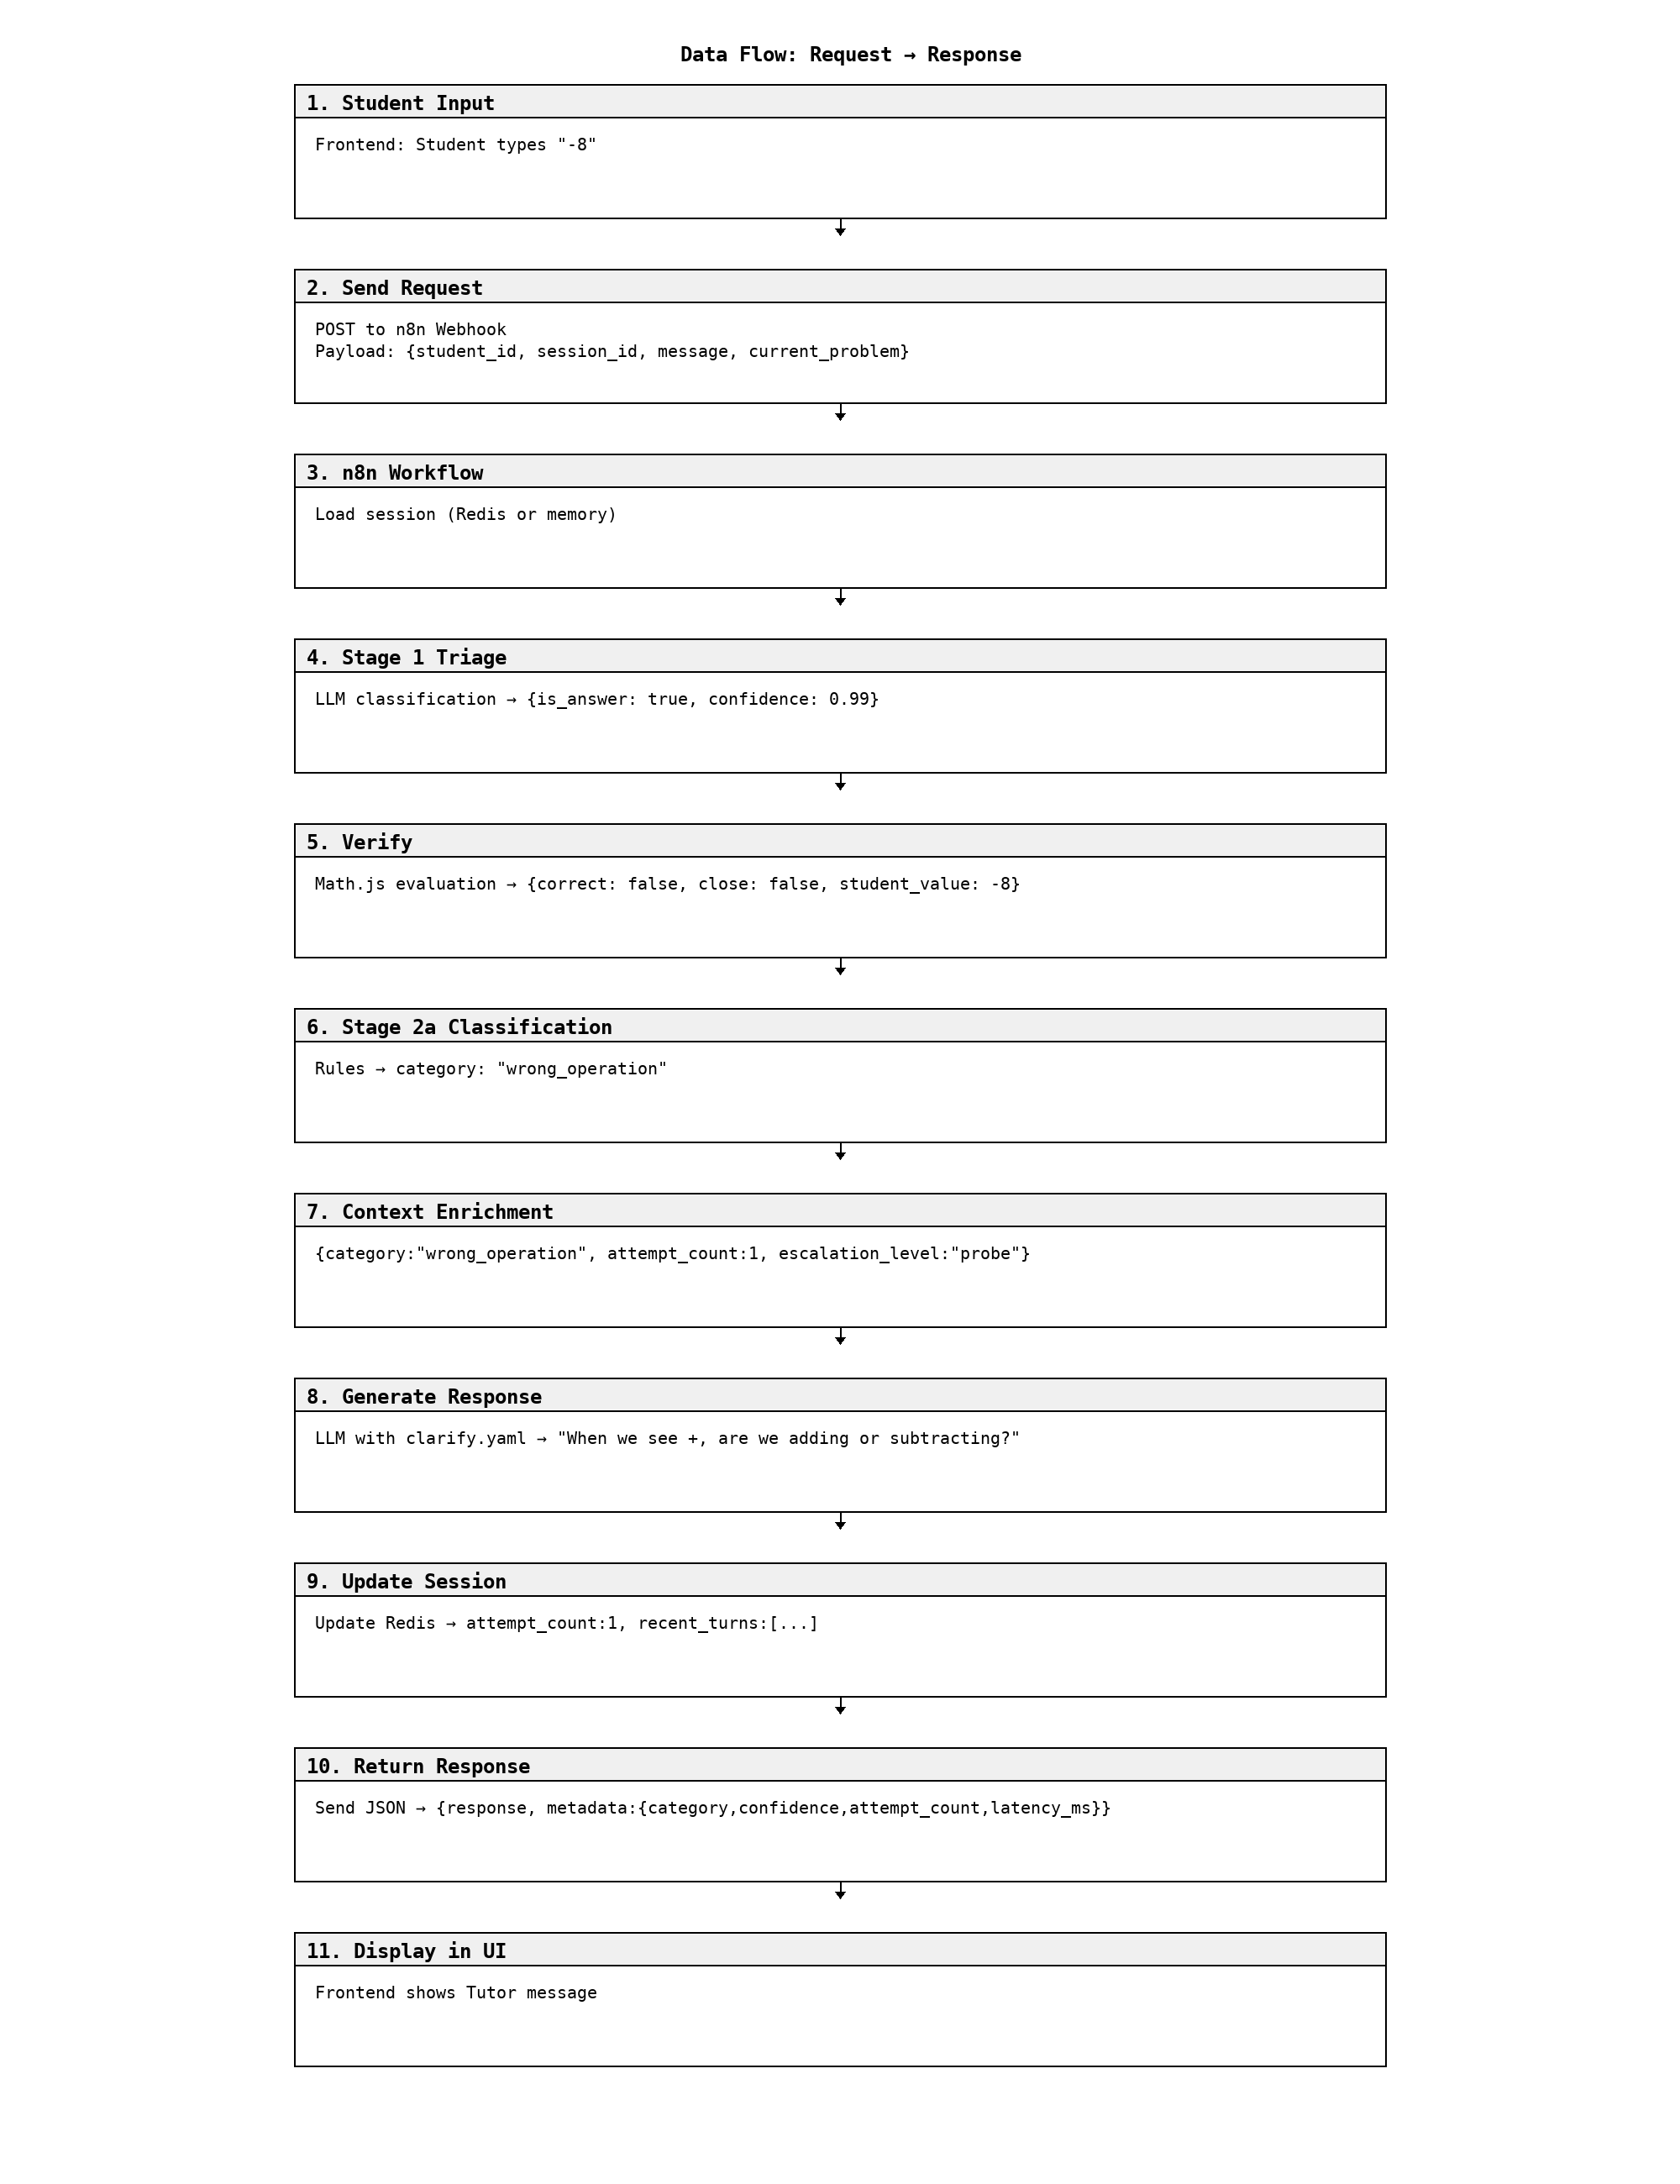 Data Flow: Request → Response
1. Student Input
Frontend: Student types "-8"
2. Send Request
POST to n8n Webhook
Payload: {student_id, session_id, message, current_problem}
3. n8n Workflow
Load session (Redis or memory)
4. Stage 1 Triage
LLM classification → {is_answer: true, confidence: 0.99}
5. Verify
Math.js evaluation → {correct: false, close: false, student_value: -8}
6. Stage 2a Classification
Rules → category: "wrong_operation"
7. Context Enrichment
{category:"wrong_operation", attempt_count:1, escalation_level:"probe"}
8. Generate Response
LLM with clarify.yaml → "When we see +, are we adding or subtracting?"
9. Update Session
Update Redis → attempt_count:1, recent_turns:[...]
10. Return Response
Send JSON → {response, metadata:{category,confidence,attempt_count,latency_ms}}
11. Display in UI
Frontend shows Tutor message